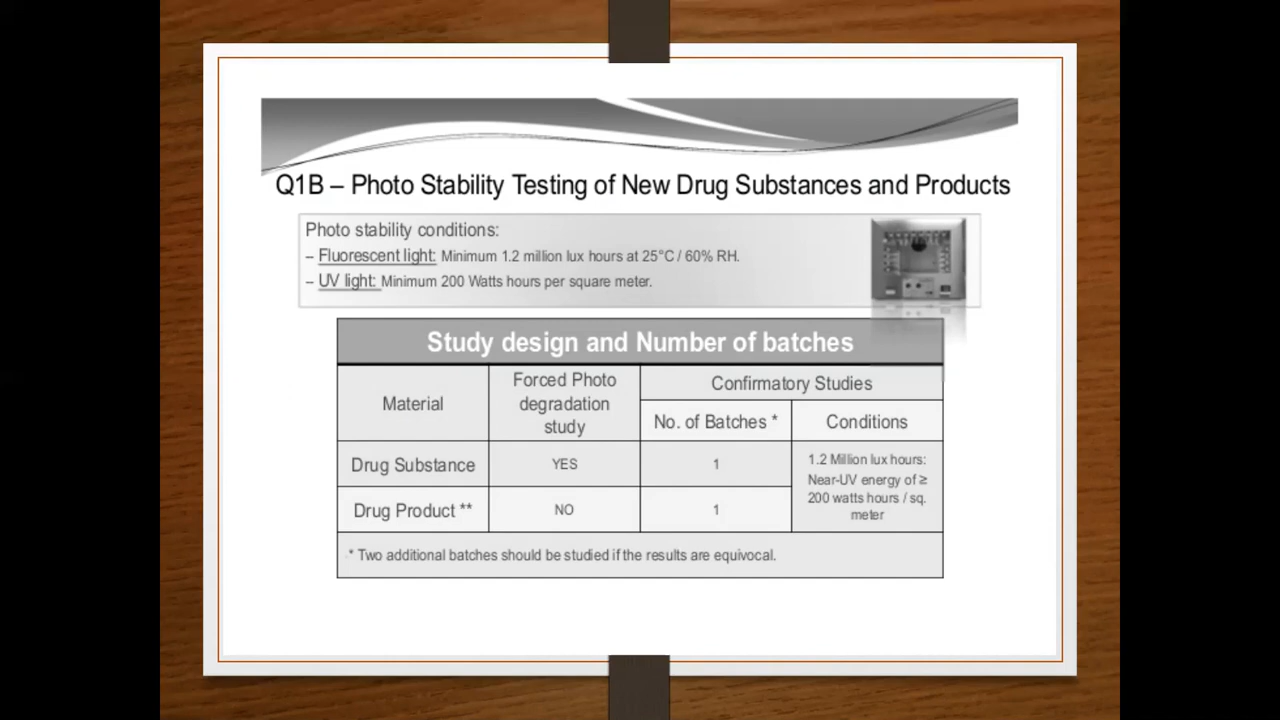 Q1B – Photo Stability Testing of New Drug Substances and Products
Photo stability conditions:
– Fluorescent light: Minimum 1.2 million lux hours at 25°C / 60% RH.
– UV light: Minimum 200 Watts hours per square meter.
Study design and Number of batches
Material
Forced Photo
degradation
study
Confirmatory Studies
No. of Batches *
Conditions
Drug Substance
YES
1
1.2 Million lux hours:
Near-UV energy of ≥
200 watts hours / sq.
meter
Drug Product **
NO
1
* Two additional batches should be studied if the results are equivocal.